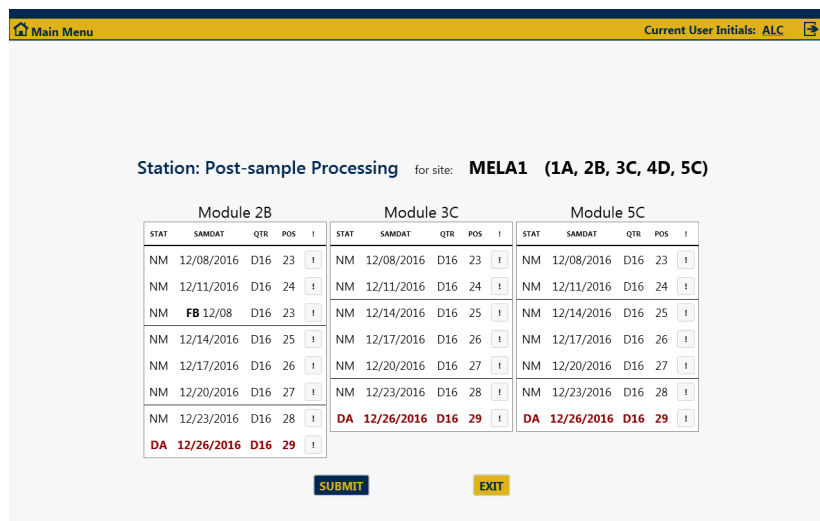 Main Menu Current User Initials: ALC
Station: Post-sample Processing for site: MELA1 (1A, 2B, 3C, 4D, 5C)
Module 2B Module 3C Module 5C
STAT SAMDAT QTR POS ! STAT SAMDAT QTR POS ! STAT SAMDAT QTR POS !
NM 12/08/2016 D16 23 ! NM 12/08/2016 D16 23 ! NM 12/08/2016 D16 23 !
NM 12/11/2016 D16 24 ! NM 12/11/2016 D16 24 ! NM 12/11/2016 D16 24 !
NM FB 12/08 D16 23 ! NM 12/14/2016 D16 25 ! NM 12/14/2016 D16 25 !
NM 12/14/2016 D16 25 ! NM 12/17/2016 D16 26 ! NM 12/17/2016 D16 26 !
NM 12/17/2016 D16 26 ! NM 12/20/2016 D16 27 ! NM 12/20/2016 D16 27 !
NM 12/20/2016 D16 27 ! NM 12/23/2016 D16 28 ! NM 12/23/2016 D16 28 !
NM 12/23/2016 D16 28 ! DA 12/26/2016 D16 29 ! DA 12/26/2016 D16 29 !
DA 12/26/2016 D16 29 !
SUBMIT EXIT